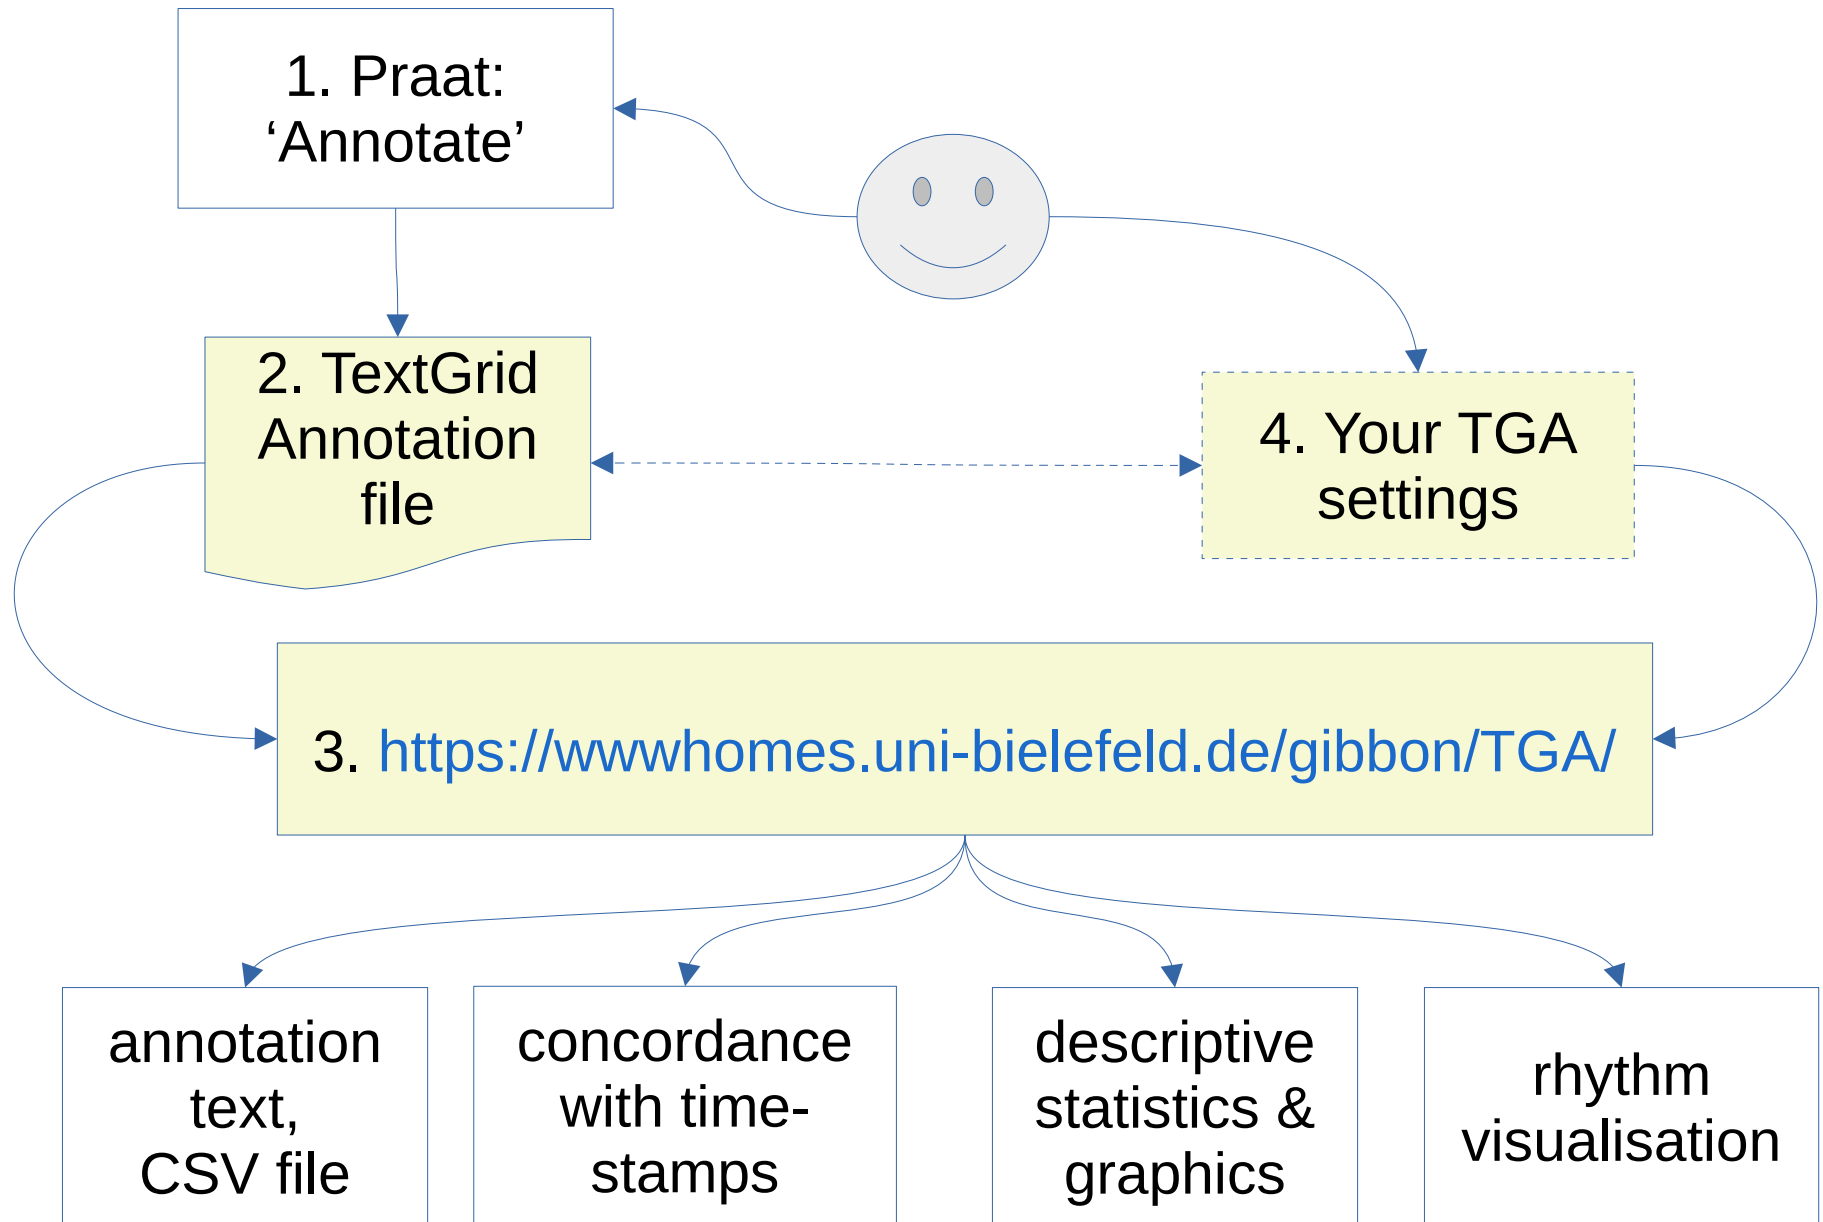 1. Praat:
‘Annotate’
2. TextGrid
Annotation
file
4. Your TGA
settings
3. https://wwwhomes.uni-bielefeld.de/gibbon/TGA/
annotation
text,
CSV file
concordance
with time-
stamps
descriptive
statistics &
graphics
rhythm
visualisation